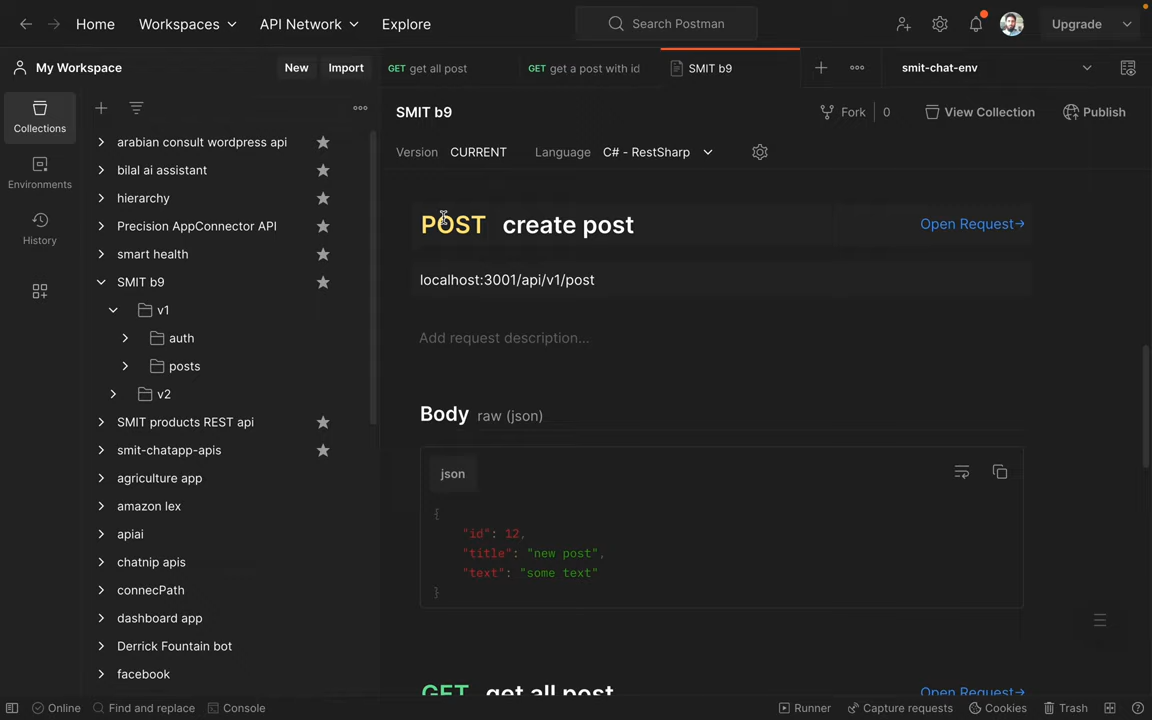 Home Workspaces API Network Explore Search Postman Upgrade
My Workspace New Import GET get all post GET get a post with id SMIT b9 smit-chat-env
Collections
Environments
History
arabian consult wordpress api
bilal ai assistant
hierarchy
Precision AppConnector API
smart health
SMIT b9
v1
auth
posts
v2
SMIT products REST api
smit-chatapp-apis
agriculture app
amazon lex
apiai
chatnip apis
connecPath
dashboard app
Derrick Fountain bot
facebook
SMIT b9 Fork 0 View Collection Publish
Version CURRENT Language C# - RestSharp
POST create post Open Request→
localhost:3001/api/v1/post
Add request description...
Body raw (json)
json
{
"id": 12,
"title": "new post",
"text": "some text"
}
GET get all post Open Request→
Online Find and replace Console Runner Capture requests Cookies Trash